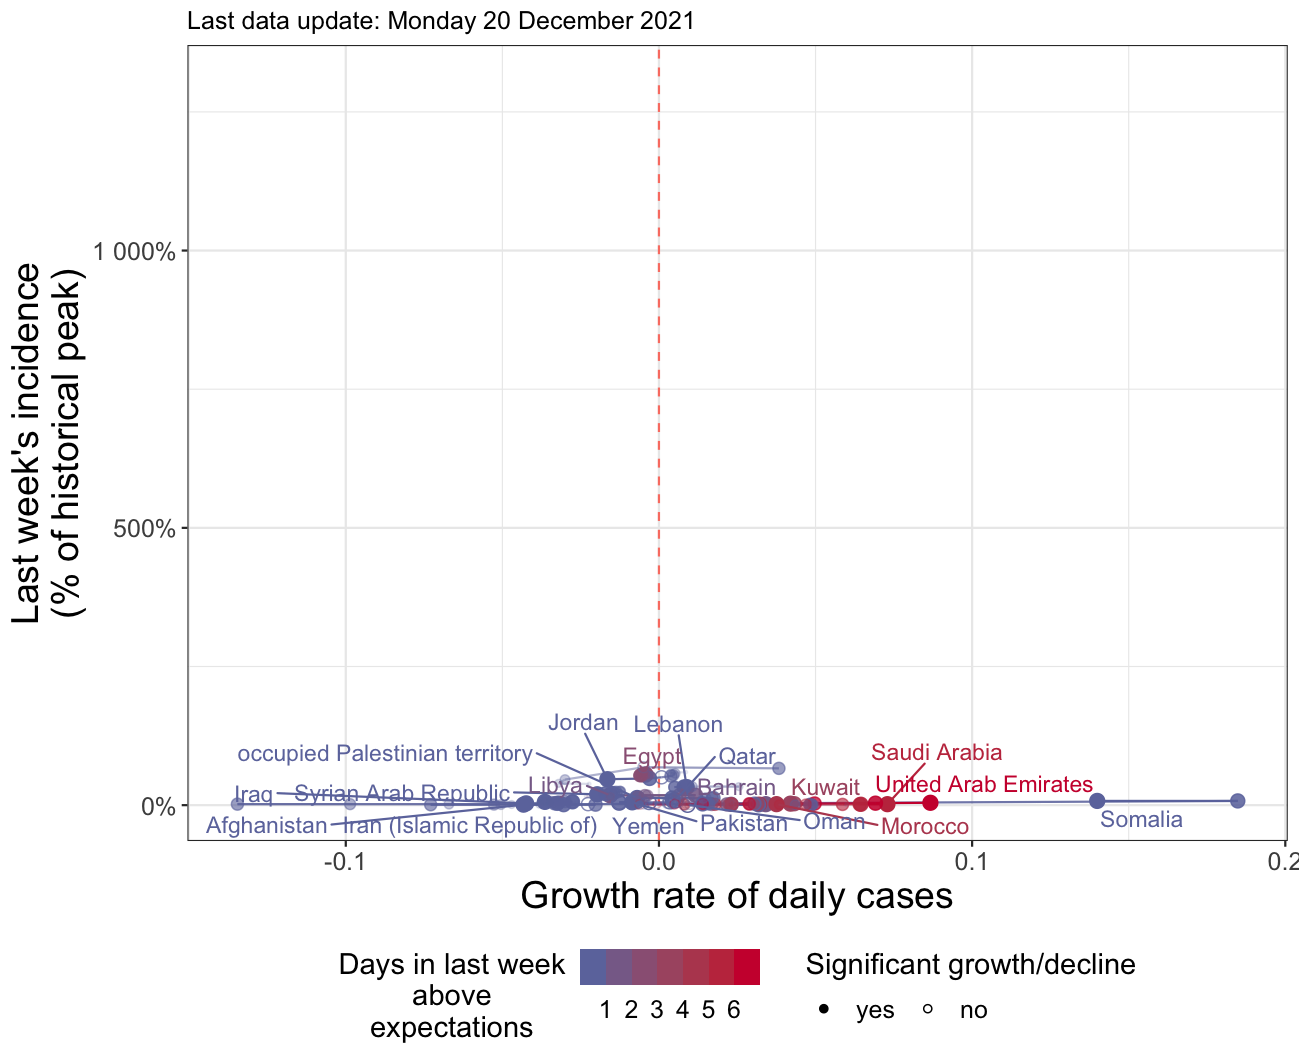 Last data update: Monday 20 December 2021
Last week's incidence
(% of historical peak)
1 000%
500%
0%
Jordan
Lebanon
occupied Palestinian territory
Egypt
Qatar
Saudi Arabia
Libya
Bahrain
Kuwait
United Arab Emirates
Iraq
Syrian Arab Republic
Afghanistan
Iran (Islamic Republic of)
Yemen
Pakistan
Oman
Morocco
Somalia
-0.1
0.0
0.1
0.2
Growth rate of daily cases
Days in last week
above
expectations
1 2 3 4 5 6
Significant growth/decline
yes
no